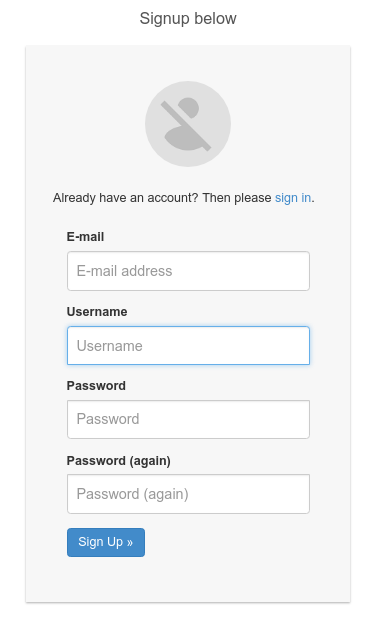 Signup below
Already have an account? Then please sign in.
E-mail
E-mail address
Username
Username
Password
Password
Password (again)
Password (again)
Sign Up »